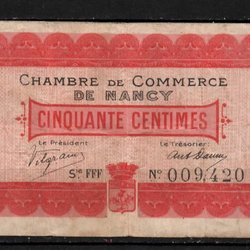 CHAMBRE DE COMMERCE
DE NANCY
CINQUANTE CENTIMES
Le Président Le Trésorier:
Sie FFF No 009,420